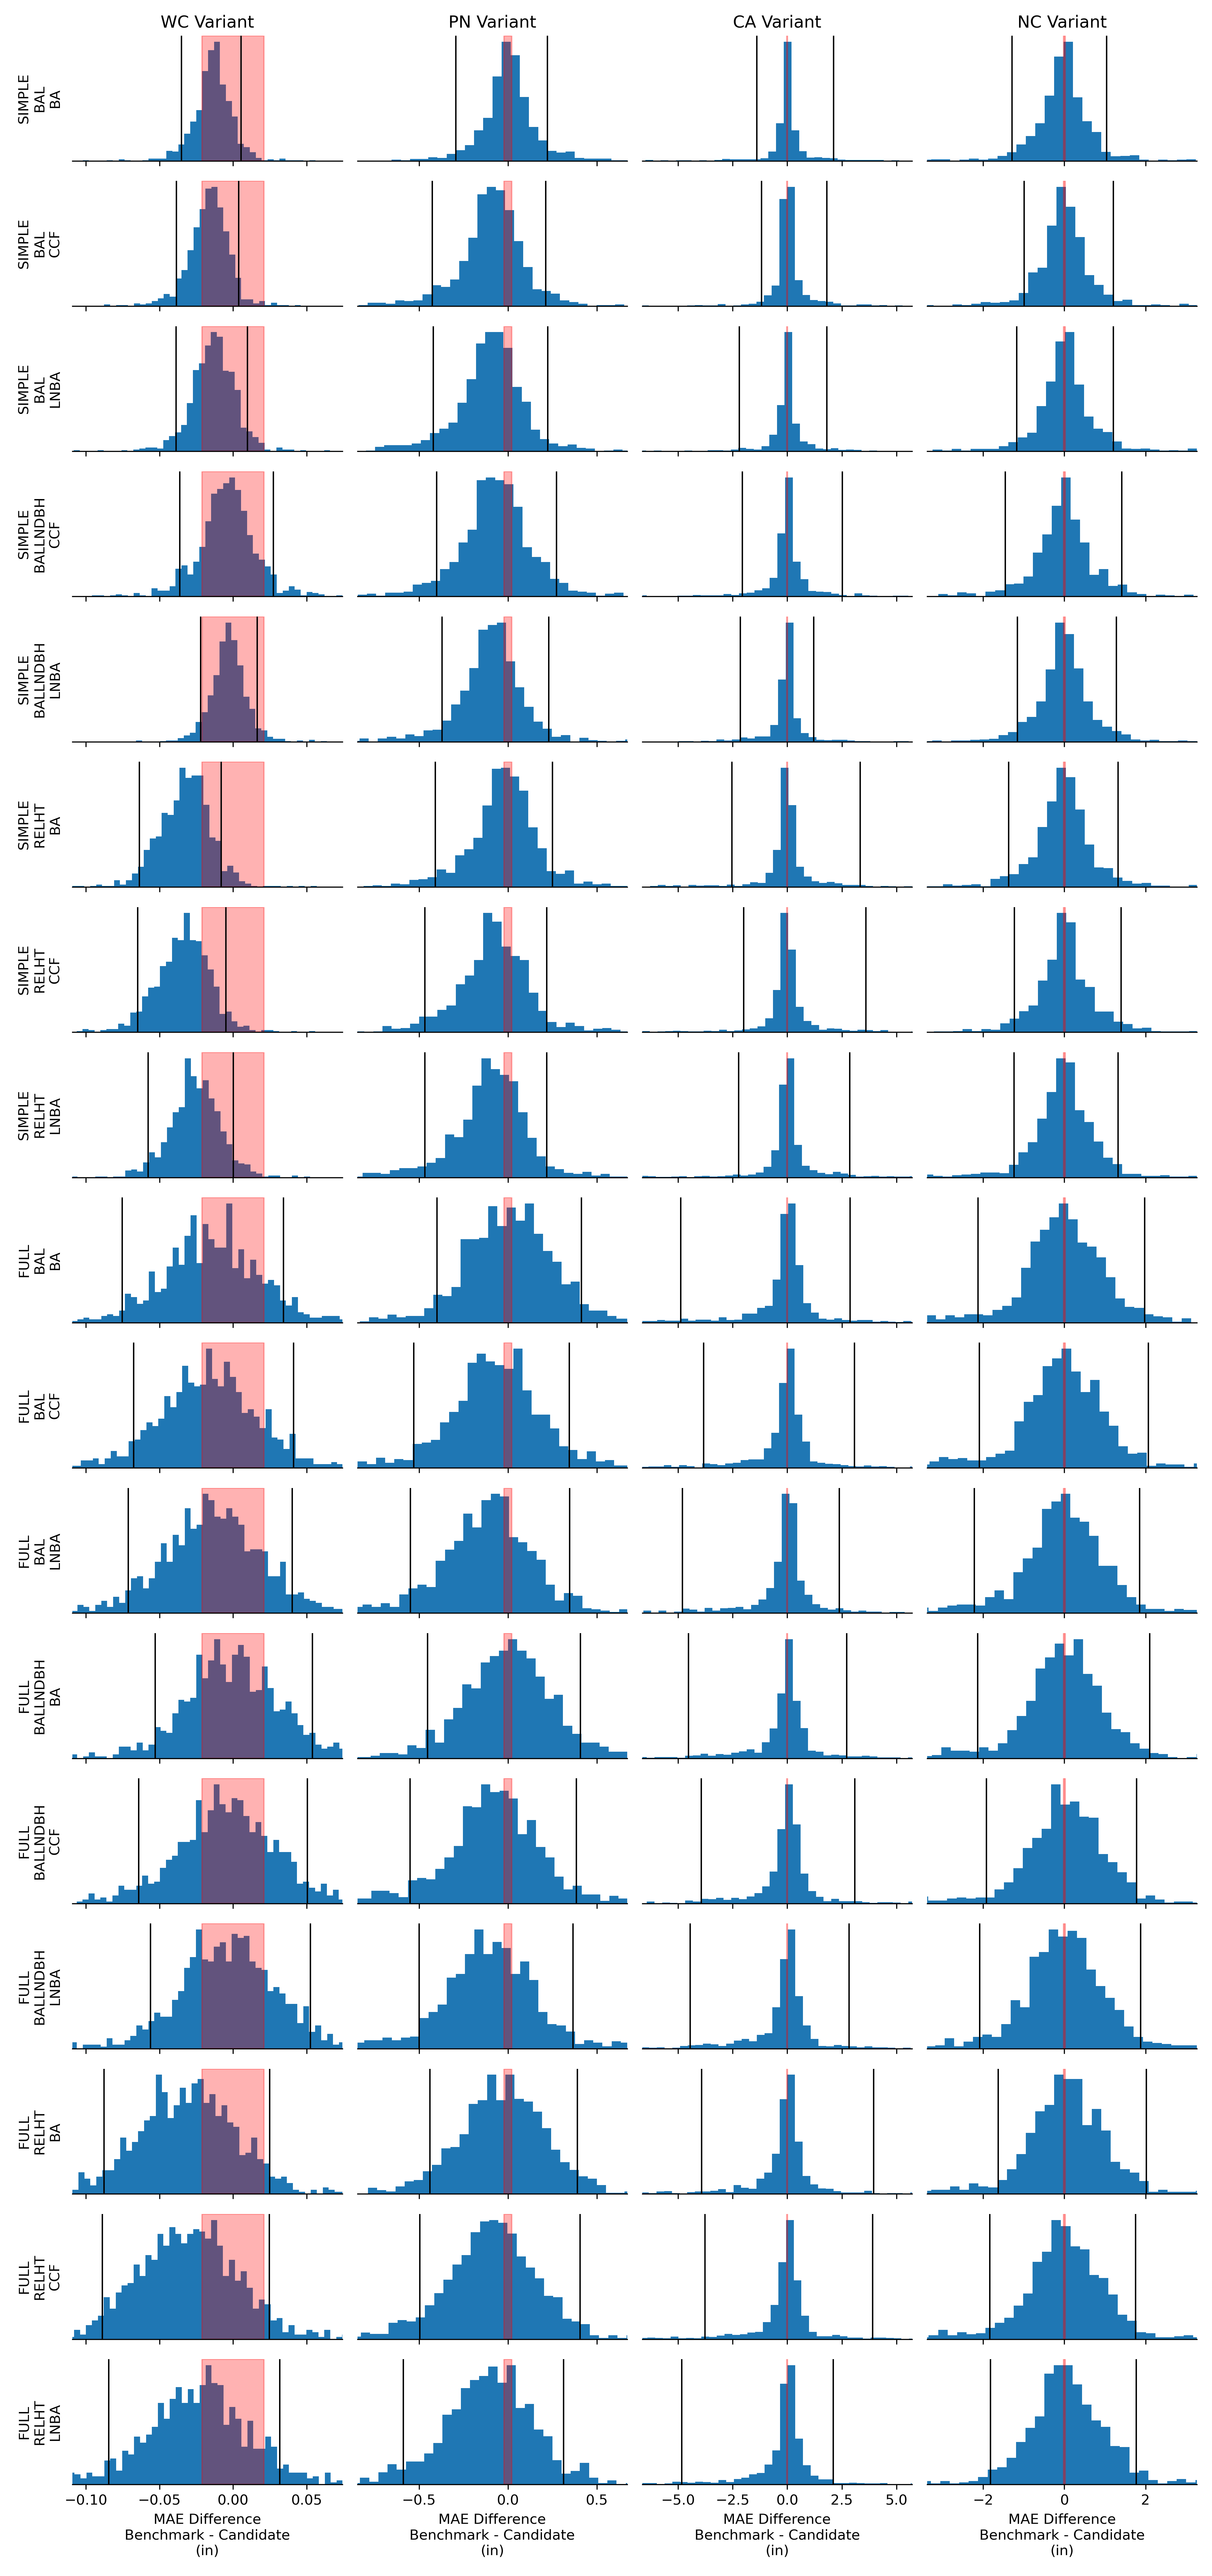 WC Variant
PN Variant
CA Variant
NC Variant
SIMPLE
BAL
BA
SIMPLE
BAL
CCF
SIMPLE
BAL
LNBA
SIMPLE
BALLNDBH
CCF
SIMPLE
BALLNDBH
LNBA
SIMPLE
RELHT
BA
SIMPLE
RELHT
CCF
SIMPLE
RELHT
LNBA
FULL
BAL
BA
FULL
BAL
CCF
FULL
BAL
LNBA
FULL
BALLNDBH
BA
FULL
BALLNDBH
CCF
FULL
BALLNDBH
LNBA
FULL
RELHT
BA
FULL
RELHT
CCF
FULL
RELHT
LNBA
−0.10 −0.05 0.00 0.05
MAE Difference
Benchmark - Candidate
(in)
−0.5 0.0 0.5
MAE Difference
Benchmark - Candidate
(in)
−5.0 −2.5 0.0 2.5 5.0
MAE Difference
Benchmark - Candidate
(in)
−2 0 2
MAE Difference
Benchmark - Candidate
(in)